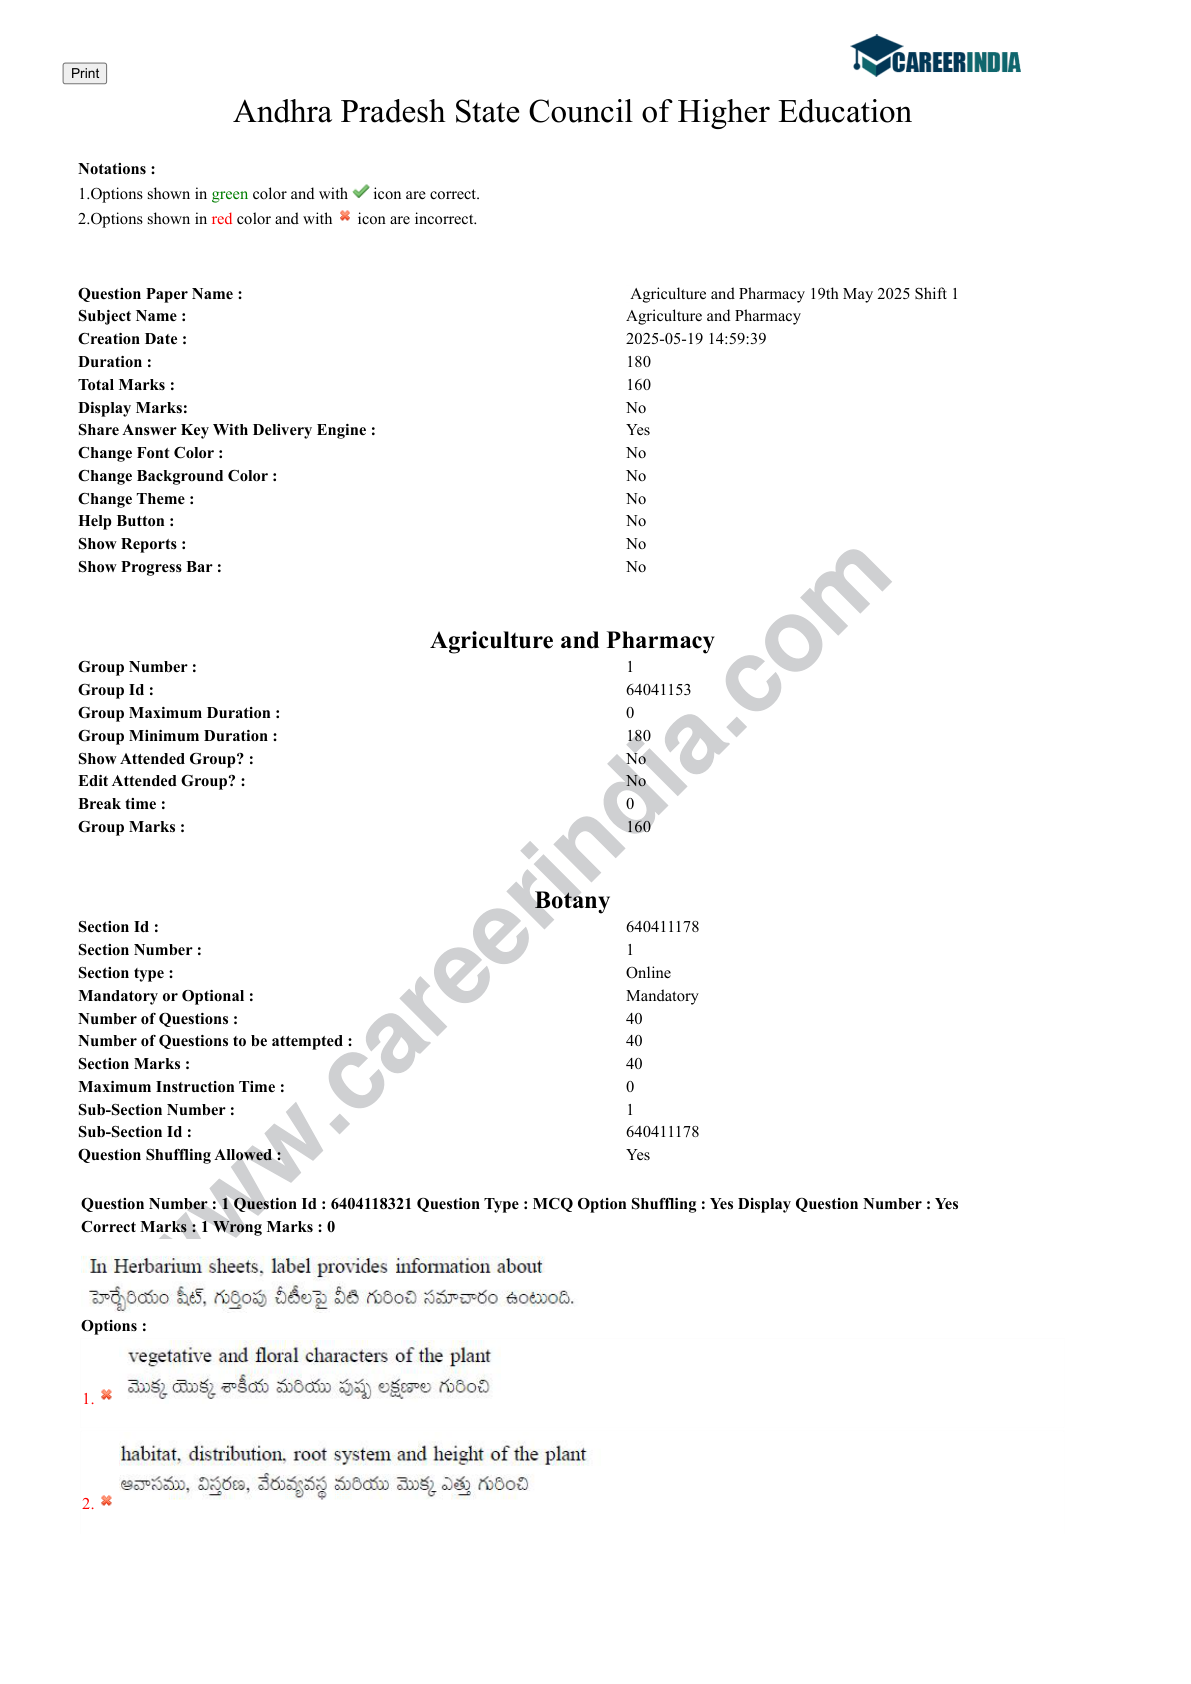 CAREERINDIA
Print
Andhra Pradesh State Council of Higher Education
Notations :
1.Options shown in green color and with icon are correct.
2.Options shown in red color and with icon are incorrect.
Question Paper Name : Agriculture and Pharmacy 19th May 2025 Shift 1
Subject Name : Agriculture and Pharmacy
Creation Date : 2025-05-19 14:59:39
Duration : 180
Total Marks : 160
Display Marks: No
Share Answer Key With Delivery Engine : Yes
Change Font Color : No
Change Background Color : No
Change Theme : No
Help Button : No
Show Reports : No
Show Progress Bar : No
Agriculture and Pharmacy
Group Number : 1
Group Id : 64041153
Group Maximum Duration : 0
Group Minimum Duration : 180
Show Attended Group? : No
Edit Attended Group? : No
Break time : 0
Group Marks : 160
Botany
Section Id : 640411178
Section Number : 1
Section type : Online
Mandatory or Optional : Mandatory
Number of Questions : 40
Number of Questions to be attempted : 40
Section Marks : 40
Maximum Instruction Time : 0
Sub-Section Number : 1
Sub-Section Id : 640411178
Question Shuffling Allowed : Yes
Question Number : 1 Question Id : 6404118321 Question Type : MCQ Option Shuffling : Yes Display Question Number : Yes
Correct Marks : 1 Wrong Marks : 0
In Herbarium sheets, label provides information about
హెర్బేరియం షీట్, గుర్తింపు చీటీలపై వీటి గురించి సమాచారం ఉంటుంది.
Options :
vegetative and floral characters of the plant
మొక్క యొక్క శాకీయ మరియు పుష్ప లక్షణాల గురించి
1.
habitat, distribution, root system and height of the plant
ఆవాసము, విస్తరణ, వేరువ్యవస్థ మరియు మొక్క ఎత్తు గురించి
2.
www.careerindia.com